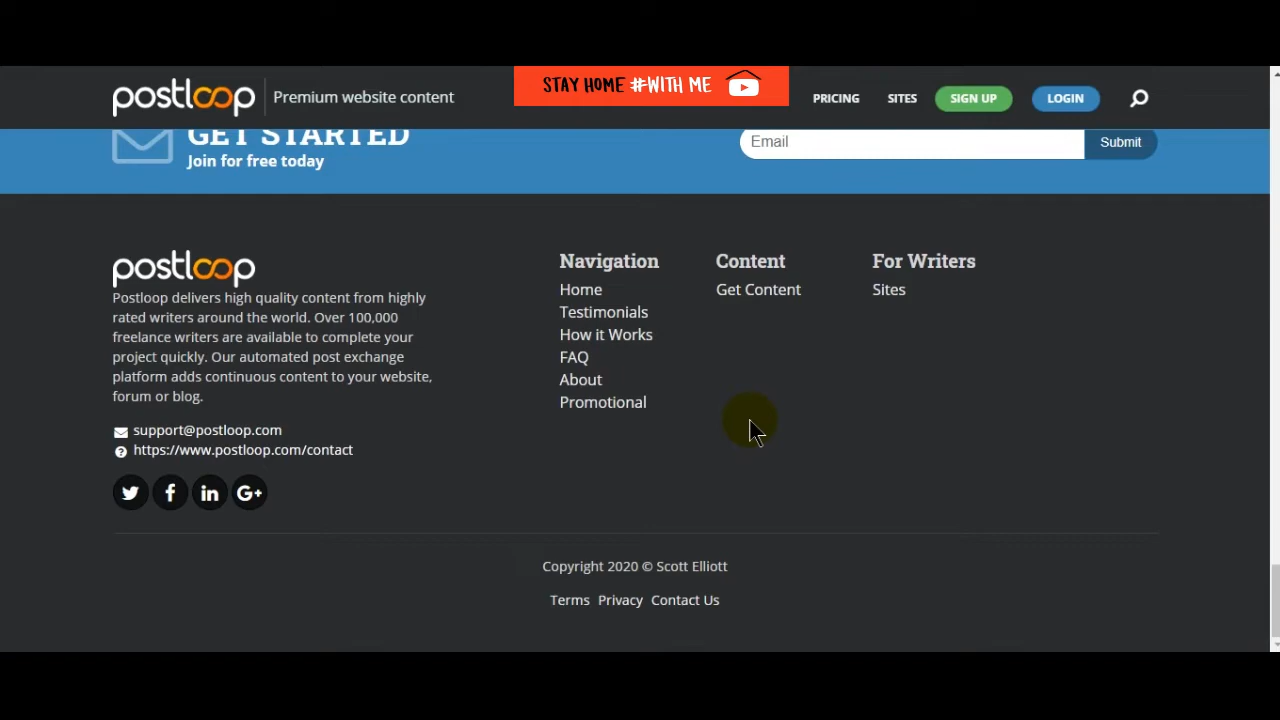 postloop
Premium website content
STAY HOME #WITH ME
PRICING
SITES
SIGN UP
LOGIN
GET STARTED
Join for free today
Email
Submit
postloop
Postloop delivers high quality content from highly
rated writers around the world. Over 100,000
freelance writers are available to complete your
project quickly. Our automated post exchange
platform adds continuous content to your website,
forum or blog.
support@postloop.com
https://www.postloop.com/contact
G+
Navigation
Home
Testimonials
How it Works
FAQ
About
Promotional
Content
Get Content
For Writers
Sites
Copyright 2020 © Scott Elliott
Terms Privacy Contact Us